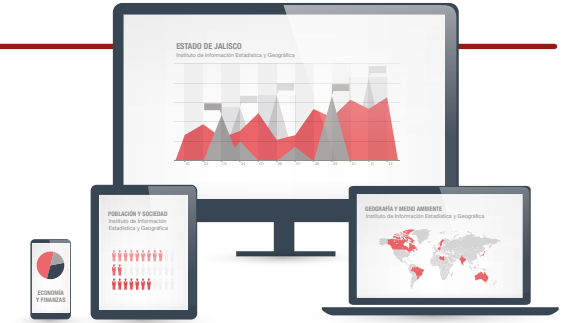 ESTADO DE JALISCO
Instituto de Información Estadística y Geográfica
POBLACIÓN Y SOCIEDAD
Instituto de Información
Estadística y Geográfica
GEOGRAFÍA Y MEDIO AMBIENTE
Instituto de Información Estadística y Geográfica
ECONOMÍA
Y FINANZAS